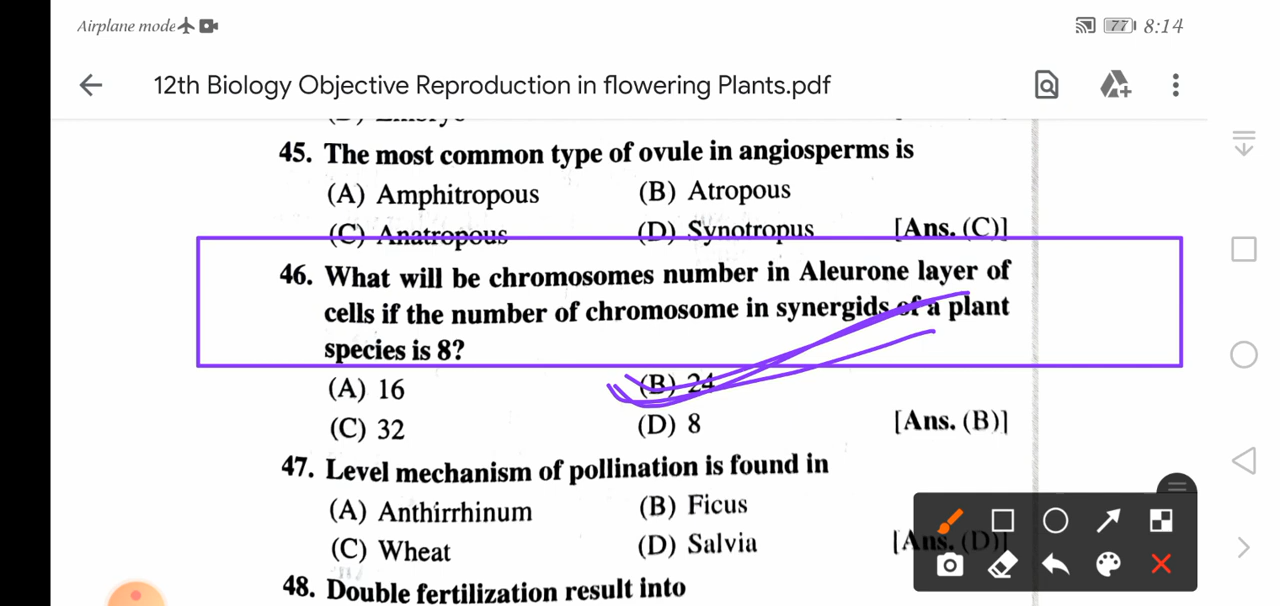 Airplane mode
77 8:14
12th Biology Objective Reproduction in flowering Plants.pdf
45. The most common type of ovule in angiosperms is
(A) Amphitropous (B) Atropous
(C) Anatropous (D) Synotropus [Ans. (C)]
46. What will be chromosomes number in Aleurone layer of
cells if the number of chromosome in synergids of a plant
species is 8?
(A) 16 (B) 24
(C) 32 (D) 8 [Ans. (B)]
47. Level mechanism of pollination is found in
(A) Anthirrhinum (B) Ficus
(C) Wheat (D) Salvia [Ans. (D)]
48. Double fertilization result into